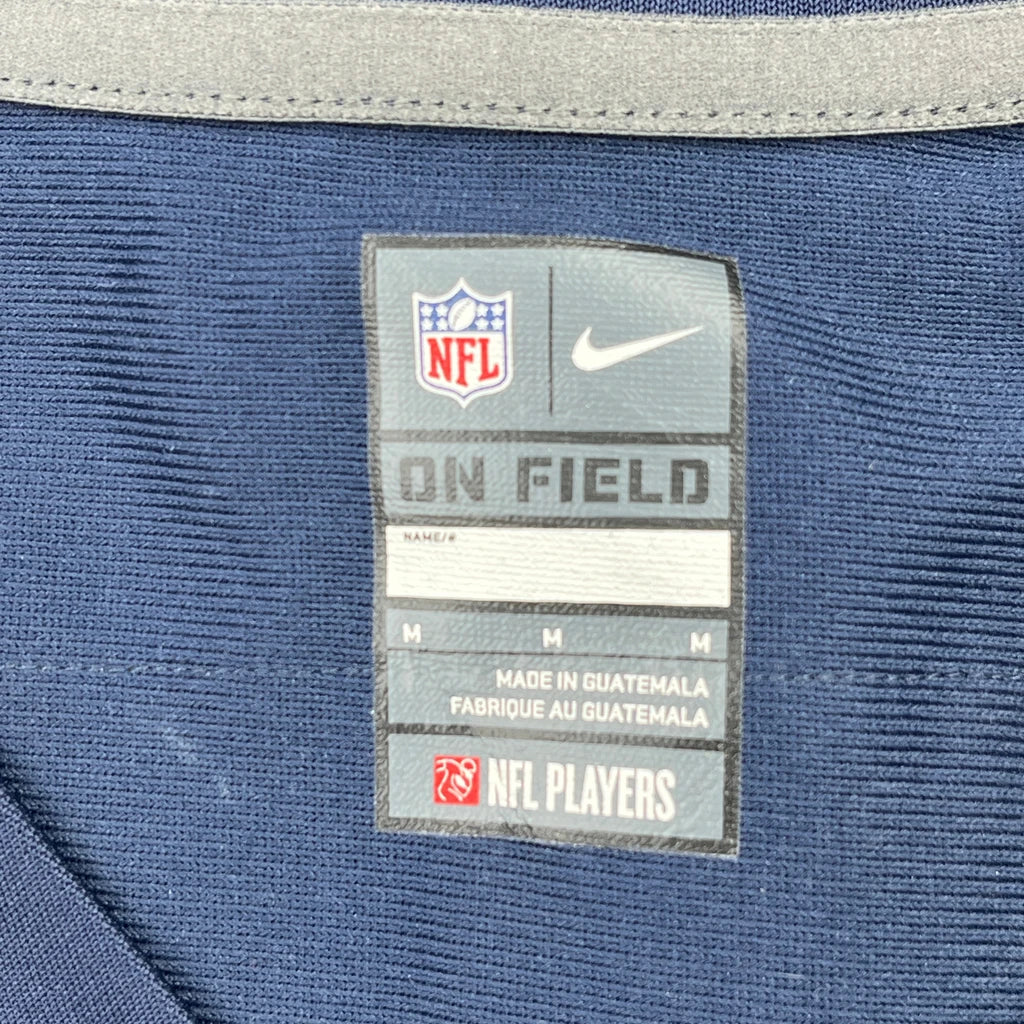 NFL
ON FIELD
NAME/#
M M M
MADE IN GUATEMALA
FABRIQUE AU GUATEMALA
NFL PLAYERS